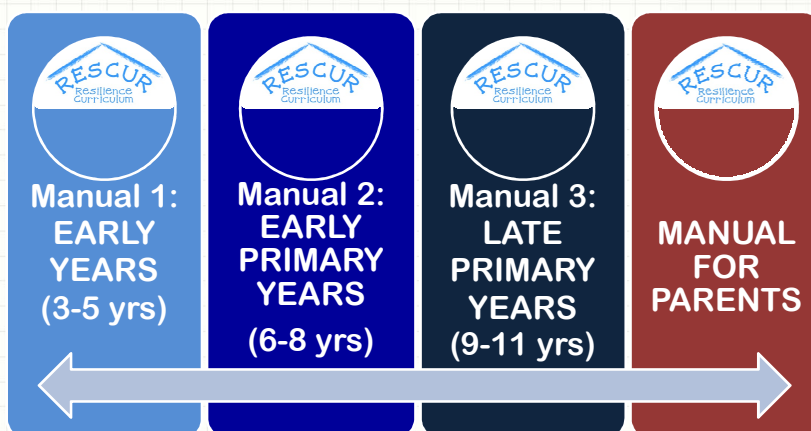 RESCUR
Resilience
Curriculum
Manual 1:
EARLY
YEARS
(3-5 yrs)
RESCUR
Resilience
Curriculum
Manual 2:
EARLY
PRIMARY
YEARS
(6-8 yrs)
RESCUR
Resilience
Curriculum
Manual 3:
LATE
PRIMARY
YEARS
(9-11 yrs)
RESCUR
Resilience
Curriculum
MANUAL
FOR
PARENTS